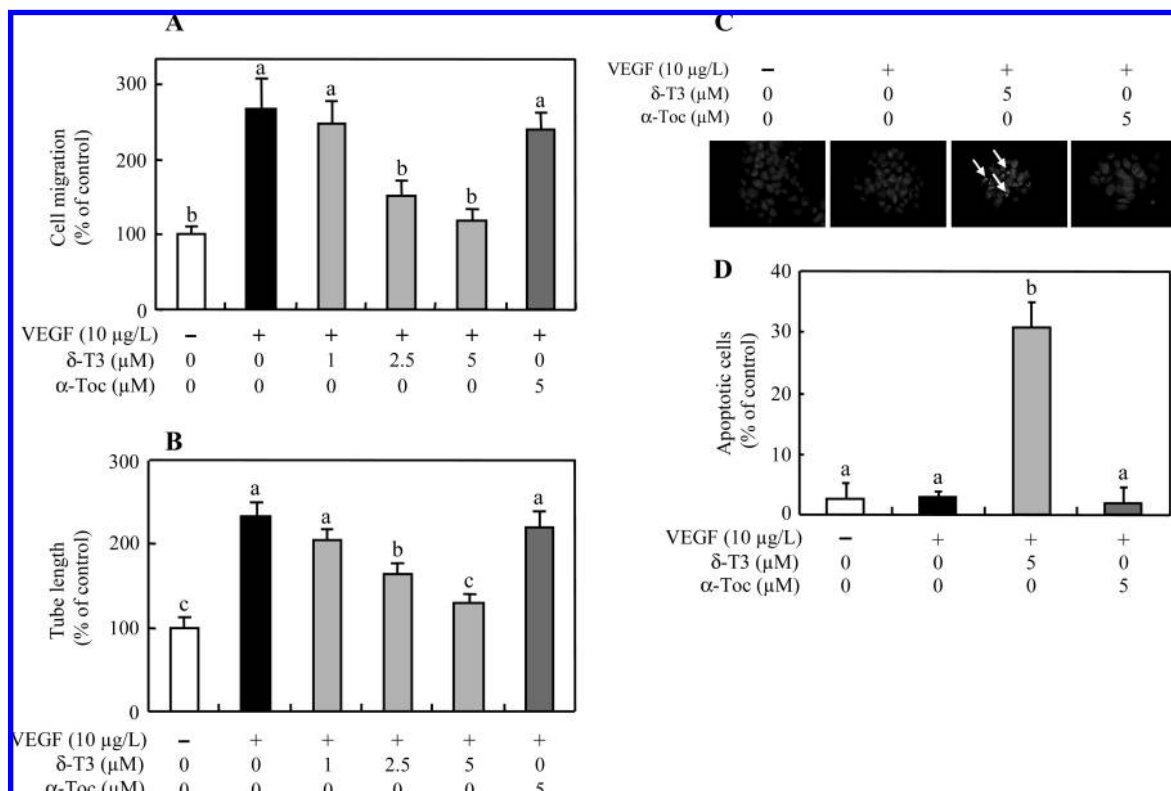 A
Cell migration
(% of control)
300
200
100
0
b
a
a
b
b
a
VEGF (10 µg/L) – + + + + +
δ-T3 (µM) 0 0 1 2.5 5 0
α-Toc (µM) 0 0 0 0 0 5
B
Tube length
(% of control)
300
200
100
0
c
a
a
b
c
a
VEGF (10 µg/L) – + + + + +
δ-T3 (µM) 0 0 1 2.5 5 0
α-Toc (µM) 0 0 0 0 0 5
C
VEGF (10 µg/L) – + + +
δ-T3 (µM) 0 0 5 0
α-Toc (µM) 0 0 0 5
D
Apoptotic cells
(% of control)
40
30
20
10
0
a
a
b
a
VEGF (10 µg/L) – + + +
δ-T3 (µM) 0 0 5 0
α-Toc (µM) 0 0 0 5